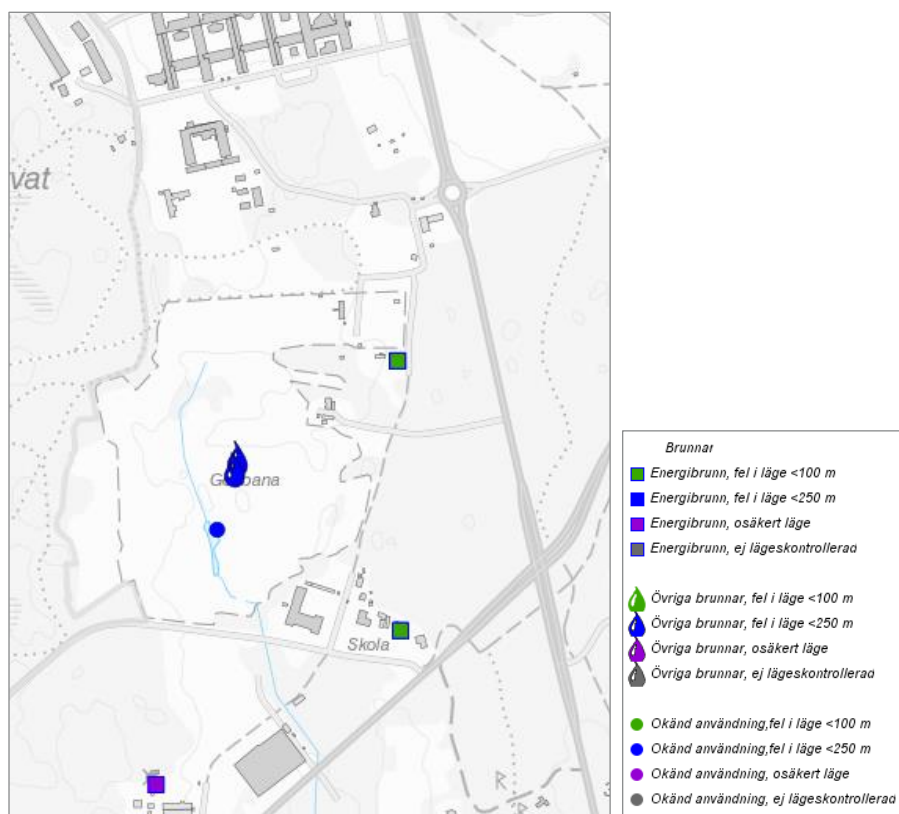 vat
bana
Skola
R
Brunnar
Energibrunn, fel i läge <100 m
Energibrunn, fel i läge <250 m
Energibrunn, osäkert läge
Energibrunn, ej lägeskontrollerad
Övriga brunnar, fel i läge <100 m
Övriga brunnar, fel i läge <250 m
Övriga brunnar, osäkert läge
Övriga brunnar, ej lägeskontrollerad
Okänd användning,fel i läge <100 m
Okänd användning,fel i läge <250 m
Okänd användning, osäkert läge
Okänd användning, ej lägeskontrollerad